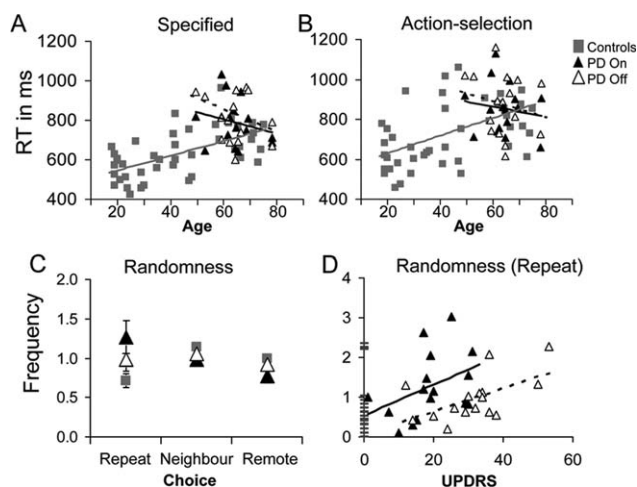 A
Specified
RT in ms
1200
1000
800
600
400
0
20
40
60
80
Age
B
Action-selection
1200
1000
800
600
400
0
20
40
60
80
Age
Controls
PD On
PD Off
C
Randomness
Frequency
2.0
1.5
1.0
0.5
0.0
Repeat Neighbour Remote
Choice
D
Randomness (Repeat)
4
3
2
1
0
0
20
40
60
UPDRS